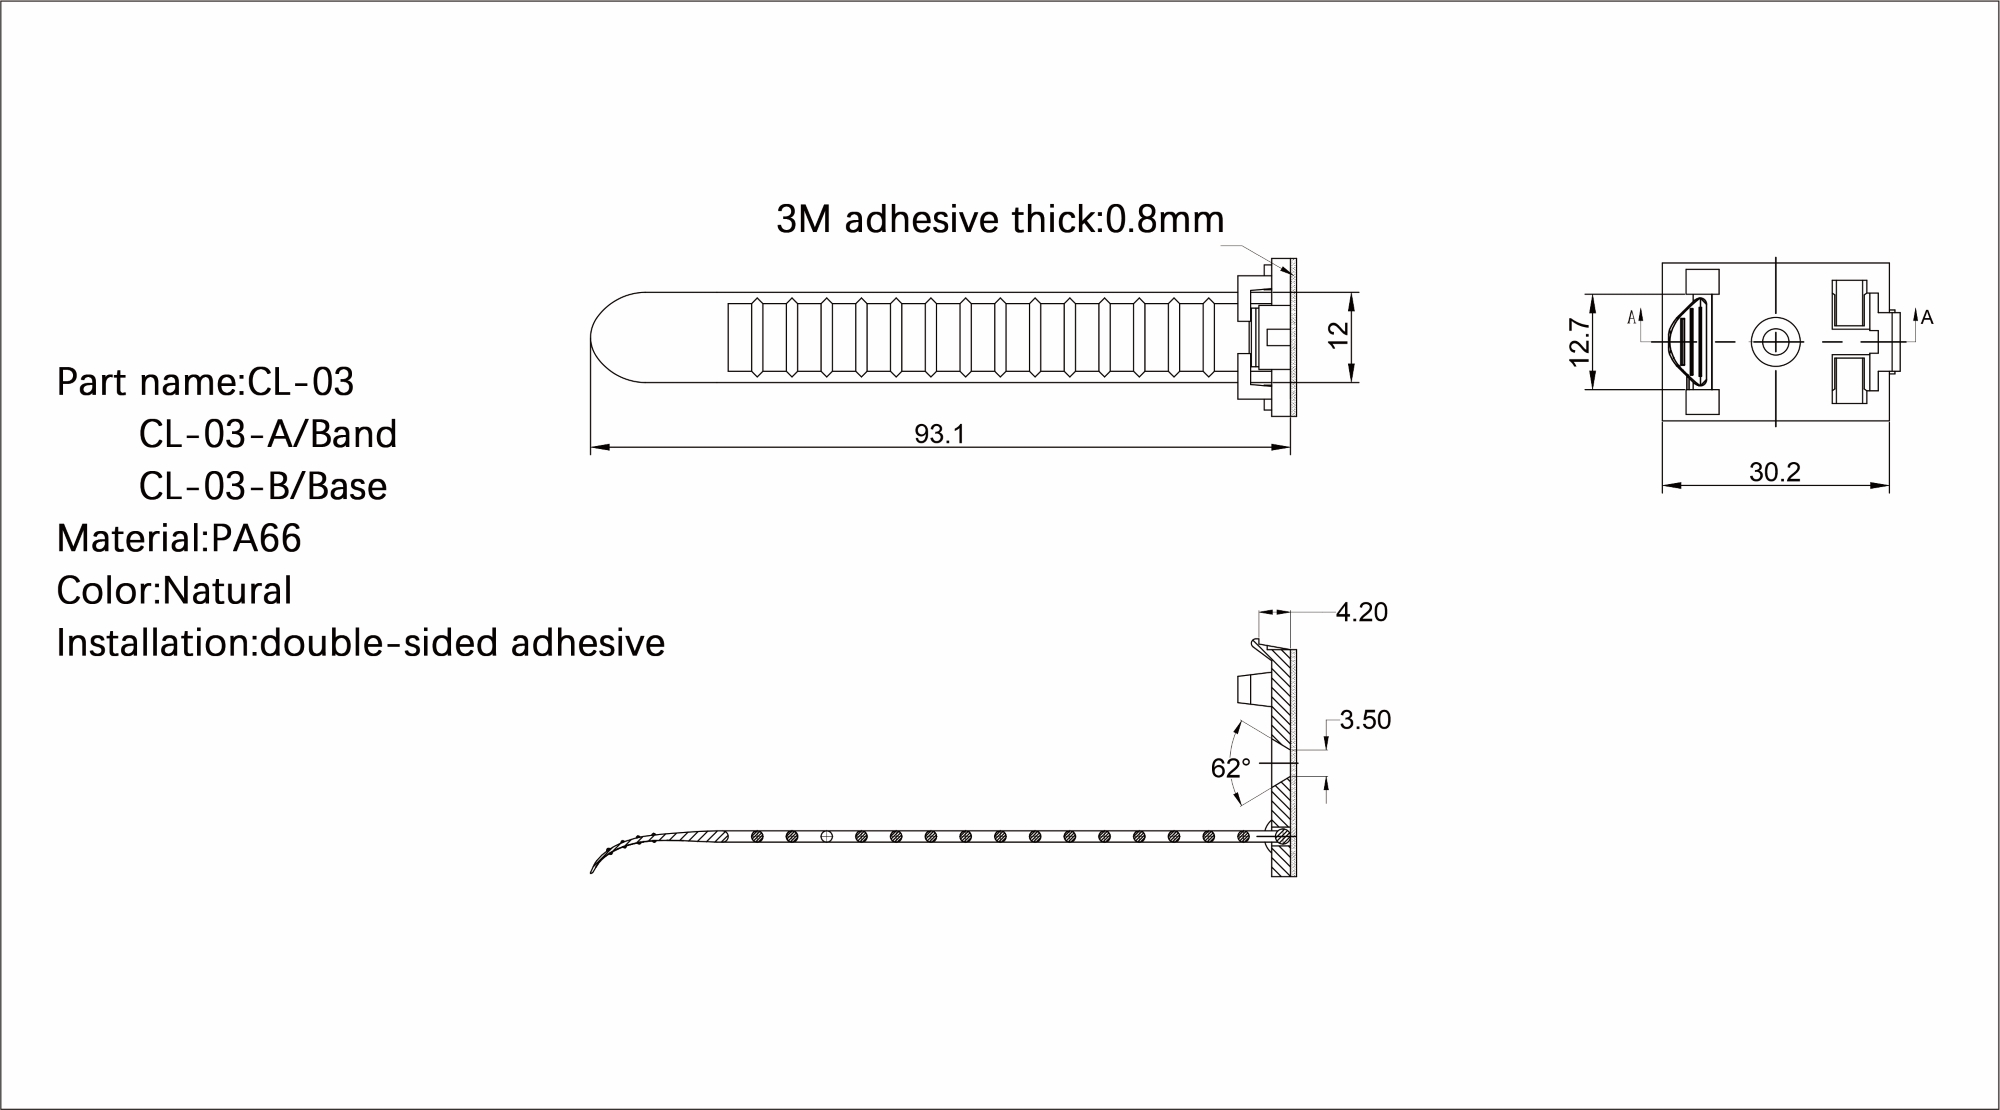 3M adhesive thick:0.8mm
Part name:CL-03
CL-03-A/Band
CL-03-B/Base
Material:PA66
Color:Natural
Installation:double-sided adhesive
12
93.1
12.7
A
A
30.2
4.20
3.50
62°